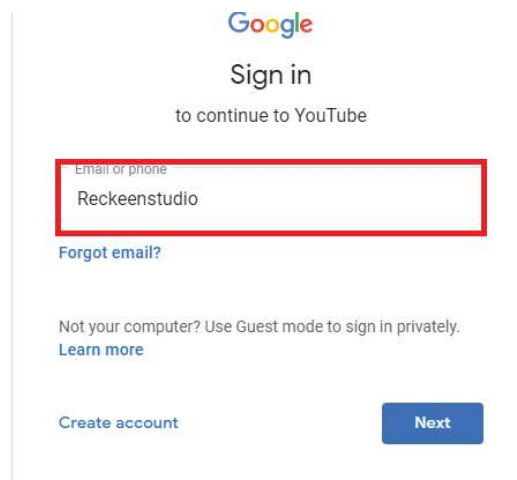 Google
Sign in
to continue to YouTube
Email or phone
Reckeenstudio
Forgot email?
Not your computer? Use Guest mode to sign in privately.
Learn more
Create account
Next